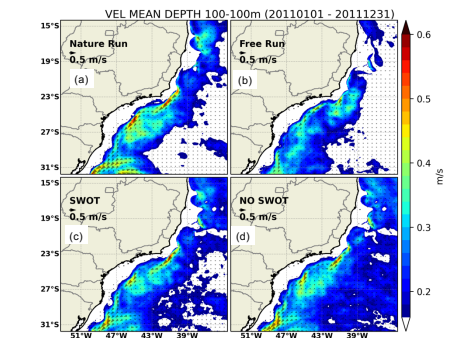 VEL MEAN DEPTH 100-100m (20110101 - 20111231)
15°S
19°S
23°S
27°S
31°S
Nature Run
0.5 m/s
(a)
Free Run
0.5 m/s
(b)
15°S
19°S
23°S
27°S
31°S
SWOT
0.5 m/s
(c)
NO SWOT
0.5 m/s
(d)
51°W 47°W 43°W 39°W
51°W 47°W 43°W 39°W
0.6
0.5
0.4
0.3
0.2
m/s